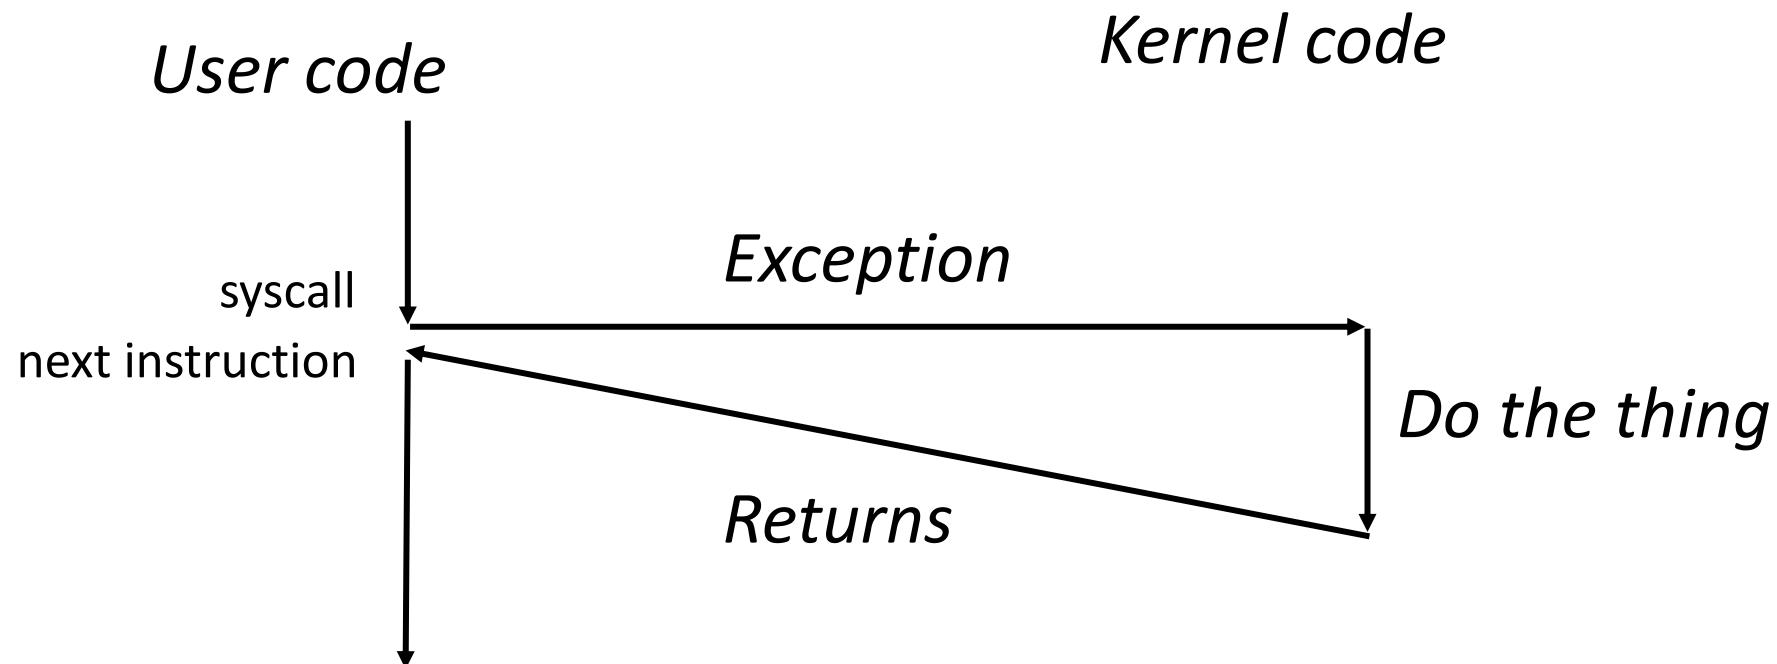 User code
Kernel code
Exception
syscall
next instruction
Do the thing
Returns